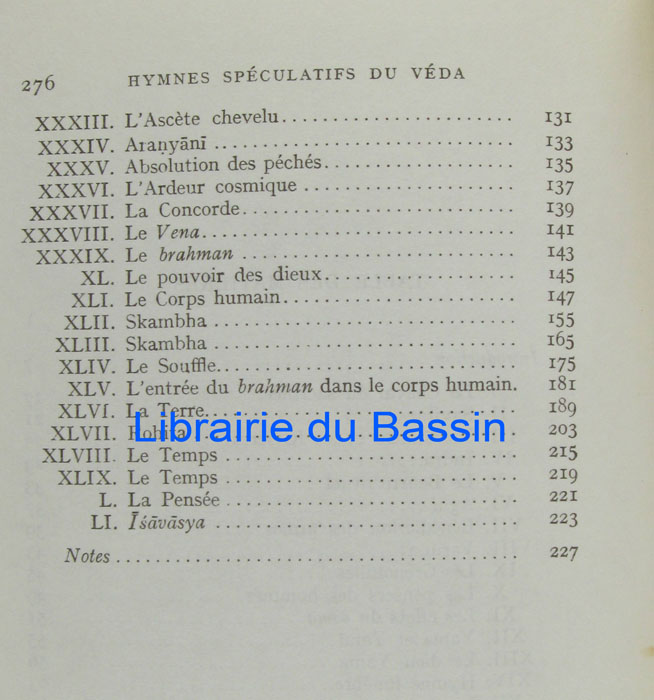 276 HYMNES SPÉCULATIFS DU VÉDA
XXXIII. L'Ascète chevelu........................ 131
XXXIV. Araṇyānī ............................... 133
XXXV. Absolution des péchés.................... 135
XXXVI. L'Ardeur cosmique ...................... 137
XXXVII. La Concorde............................ 139
XXXVIII. Le Vena................................ 141
XXXIX. Le brahman ............................ 143
XL. Le pouvoir des dieux.................... 145
XLI. Le Corps humain........................ 147
XLII. Skambha ............................... 155
XLIII. Skambha ............................... 165
XLIV. Le Souffle.............................. 175
XLV. L'entrée du brahman dans le corps humain. 181
XLVI. La Terre............................... 189
XLVII. Rohita ................................ 203
Librairie du Bassin
XLVIII. Le Temps .............................. 215
XLIX. Le Temps .............................. 219
L. La Pensée .............................. 221
LI. Īśāvāsya ............................... 223
Notes ...................................... 227